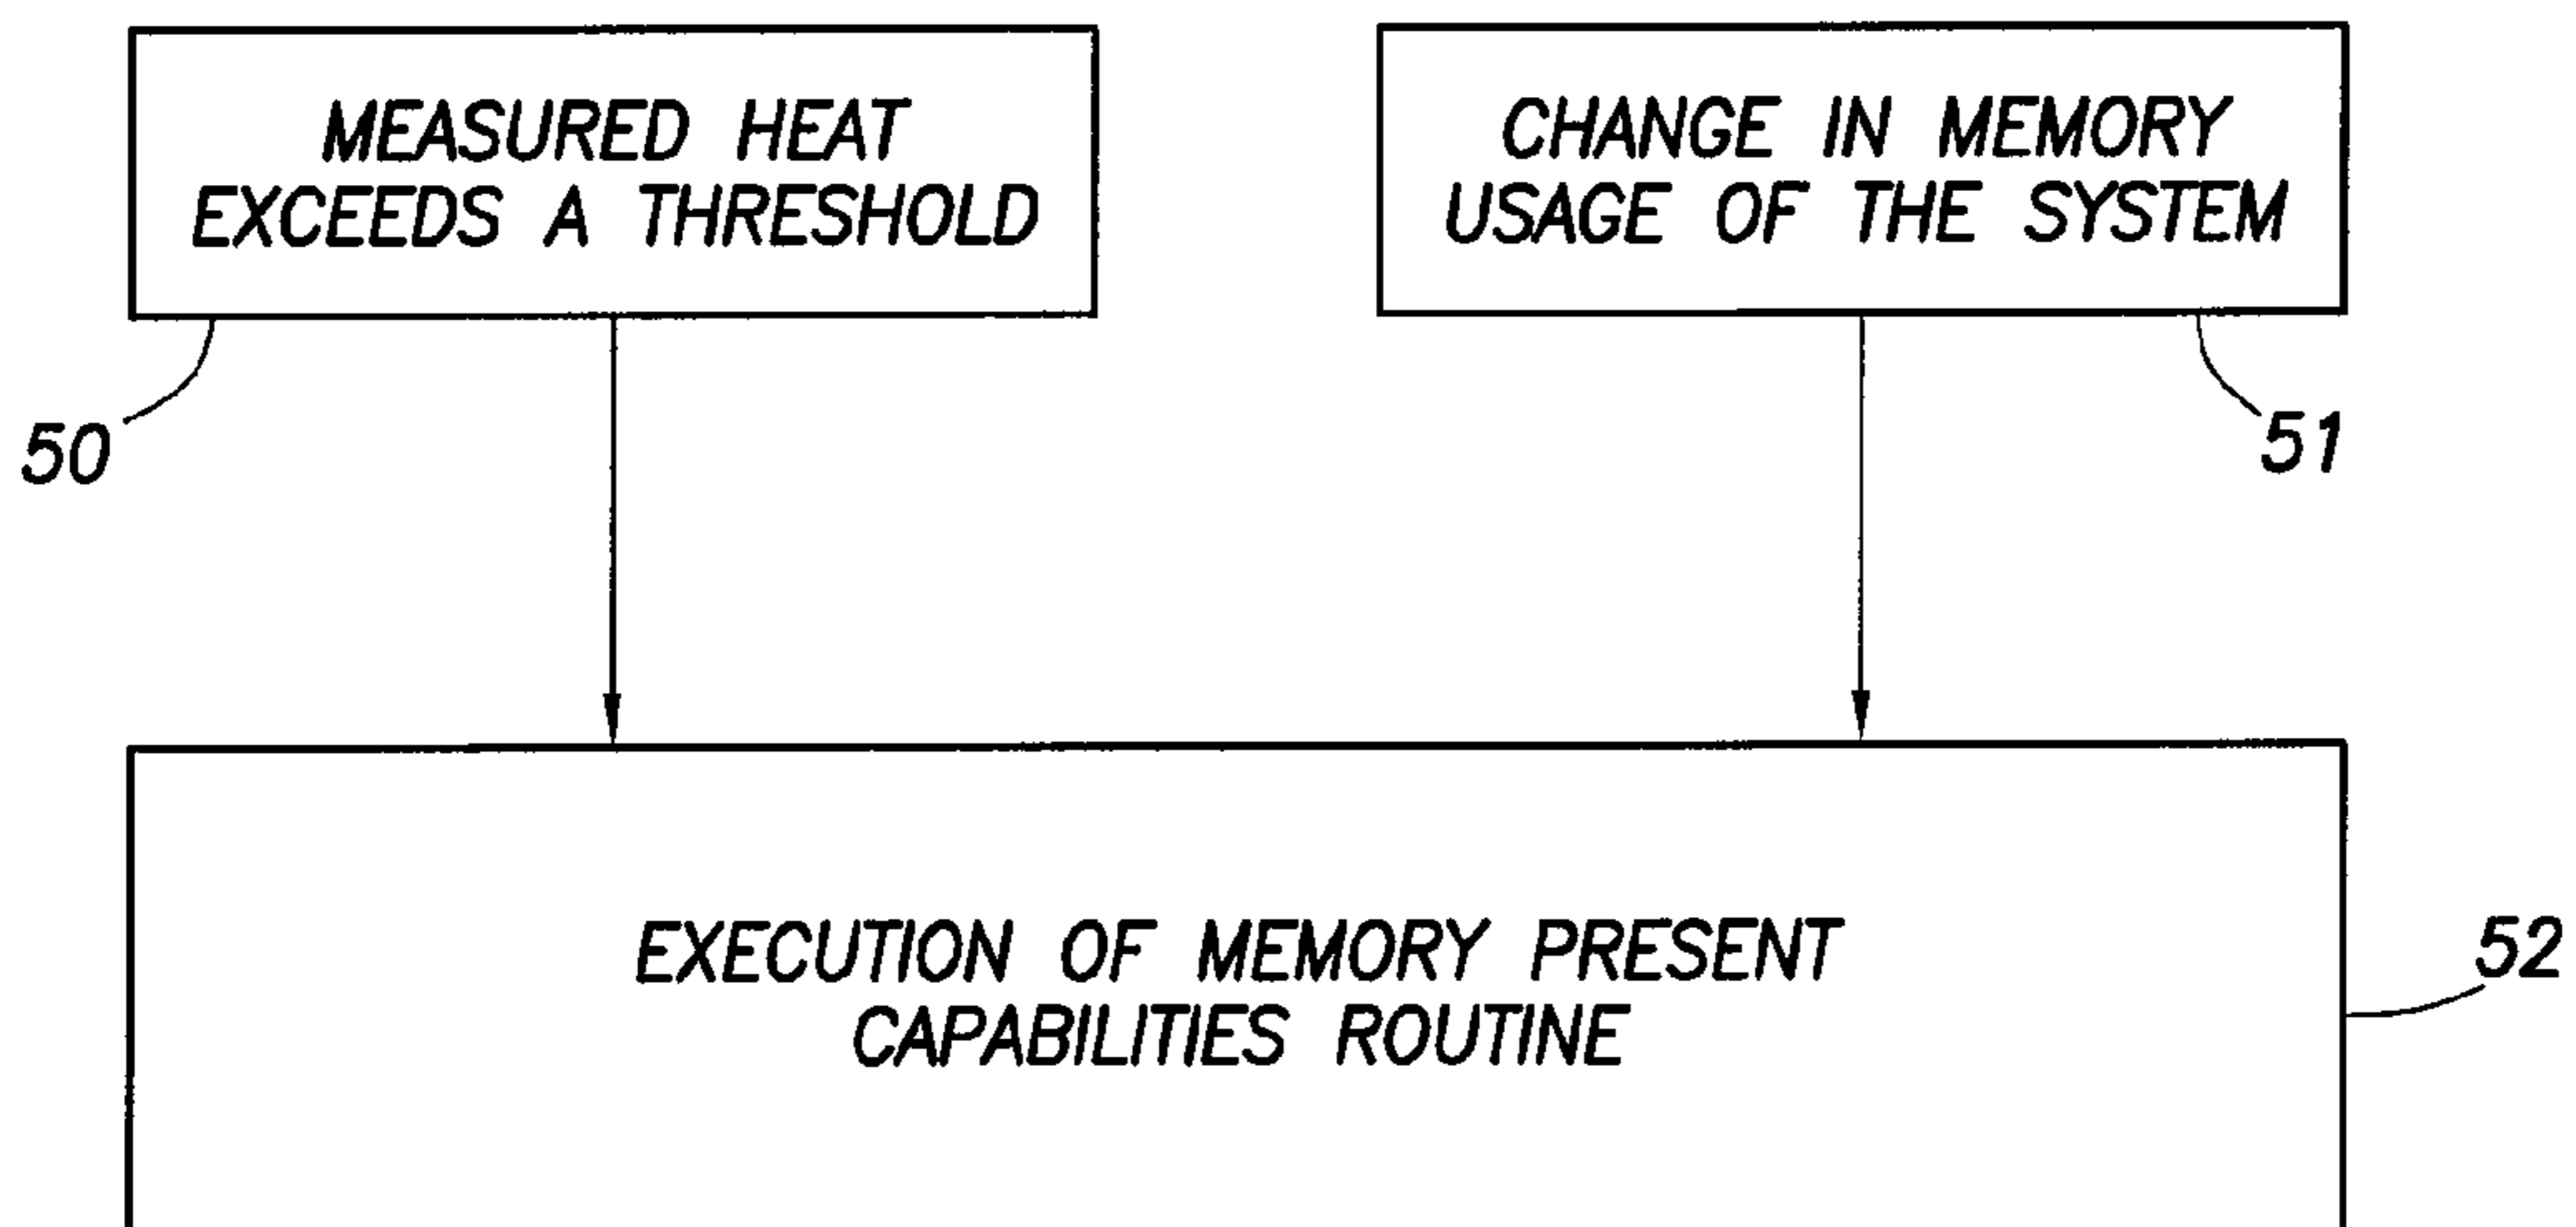 MEASURED HEAT
EXCEEDS A THRESHOLD
CHANGE IN MEMORY
USAGE OF THE SYSTEM
50
51
EXECUTION OF MEMORY PRESENT
CAPABILITIES ROUTINE
52